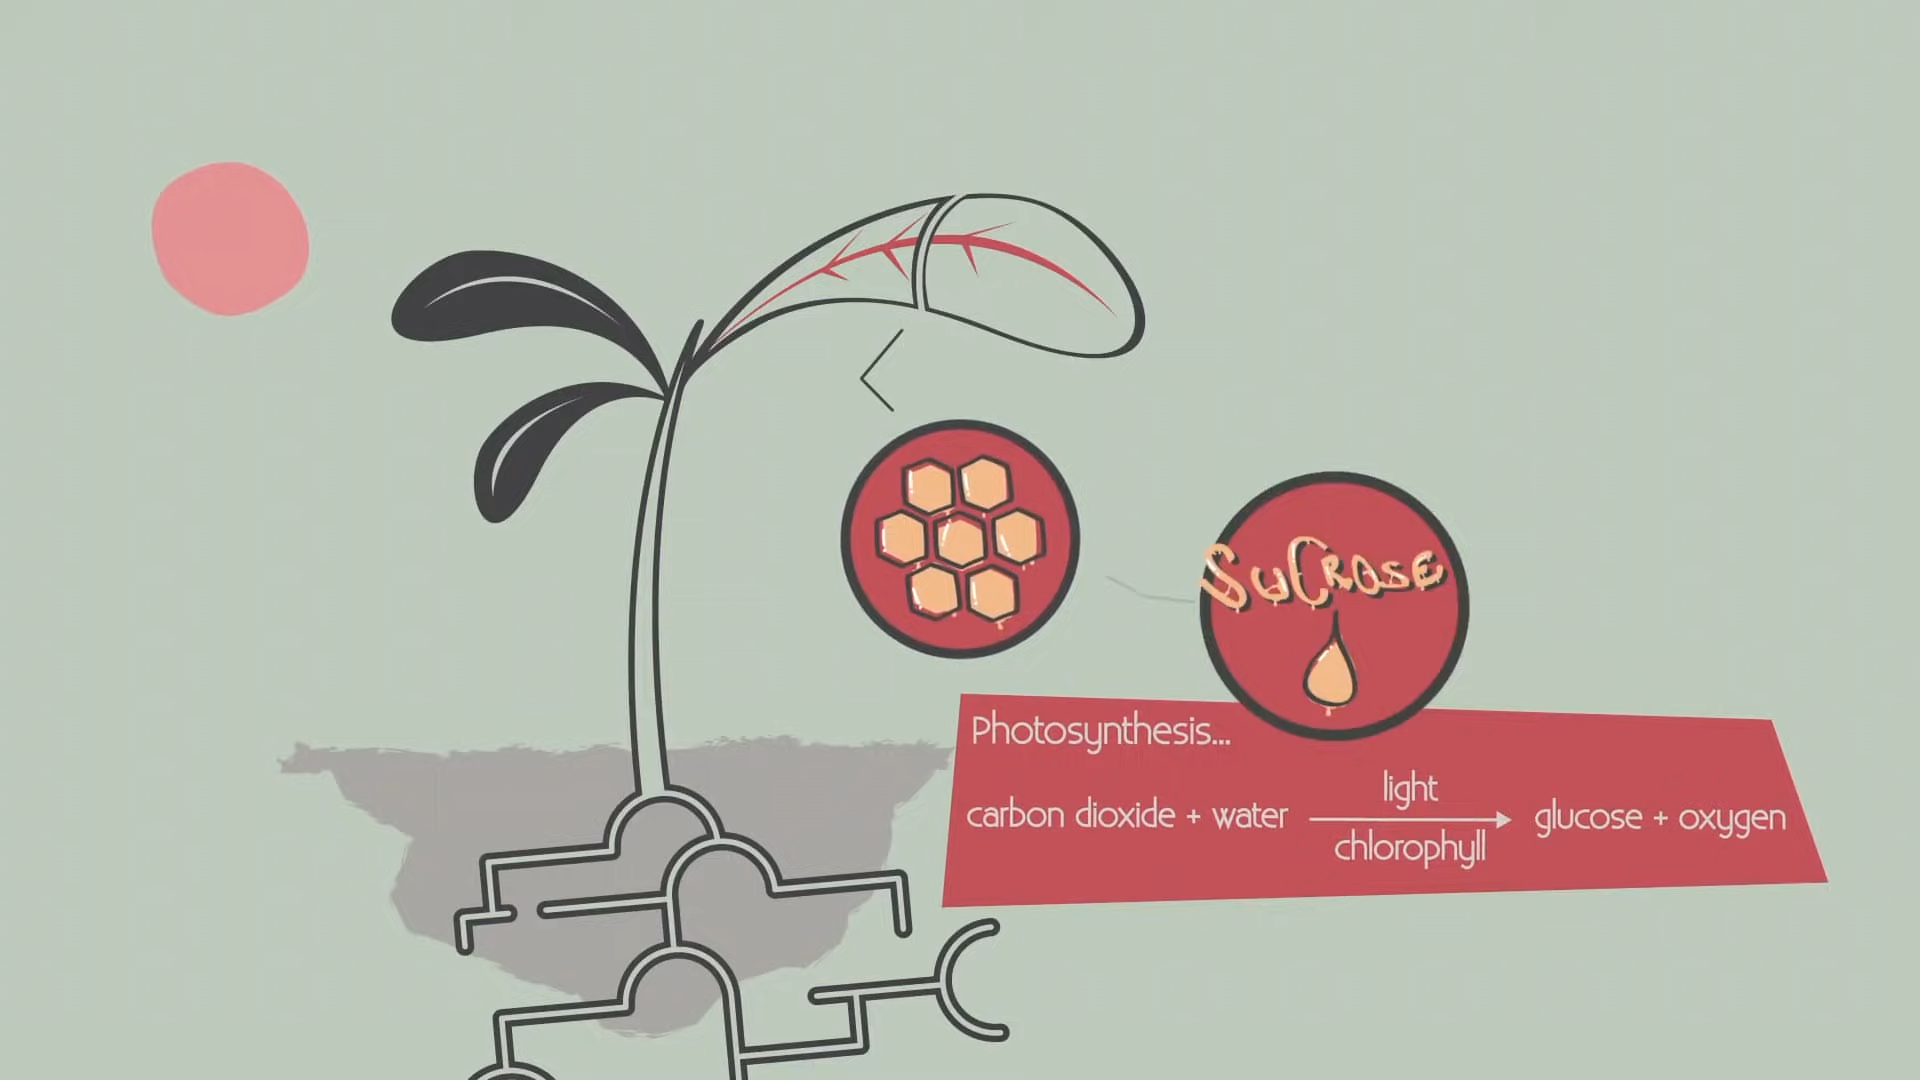 SuCRose
Photosynthesis...
light
carbon dioxide + water
glucose + oxygen
chlorophyll